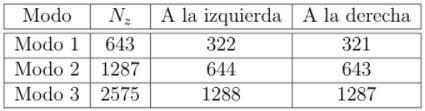 Modo N_z A la izquierda A la derecha
Modo 1 643 322 321
Modo 2 1287 644 643
Modo 3 2575 1288 1287